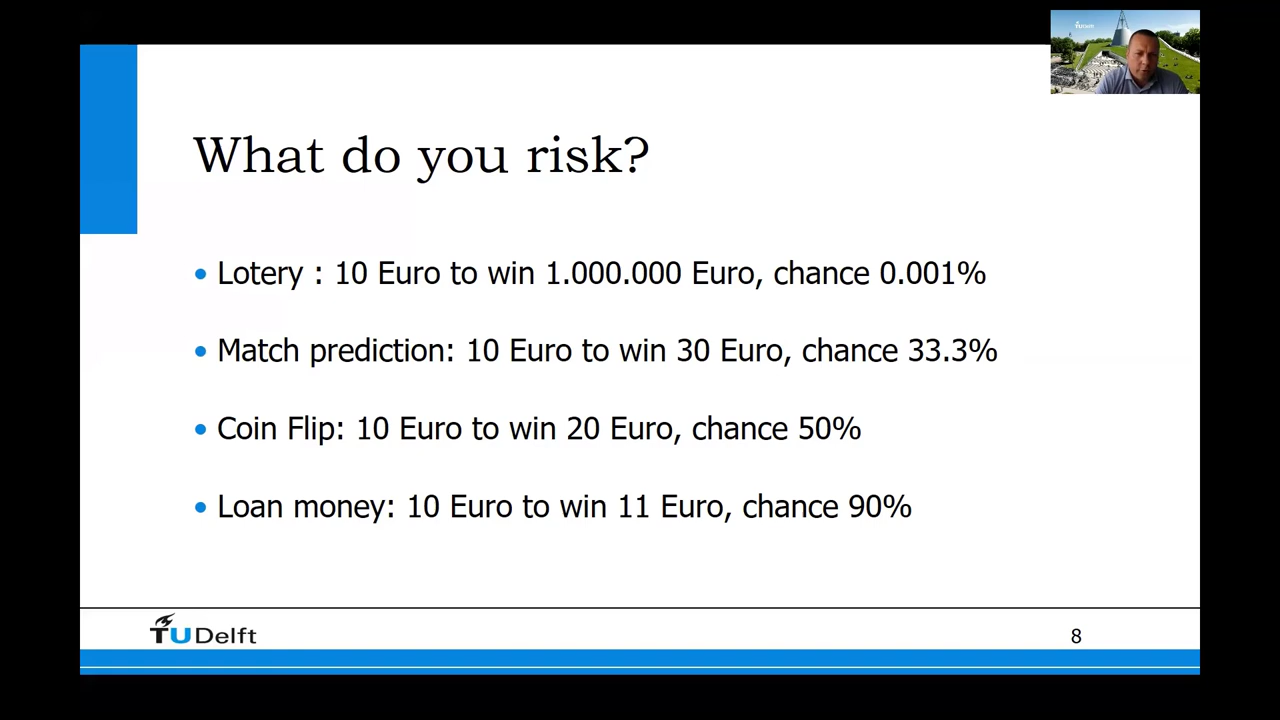 What do you risk?
Lotery : 10 Euro to win 1.000.000 Euro, chance 0.001%
Match prediction: 10 Euro to win 30 Euro, chance 33.3%
Coin Flip: 10 Euro to win 20 Euro, chance 50%
Loan money: 10 Euro to win 11 Euro, chance 90%
TU Delft
8